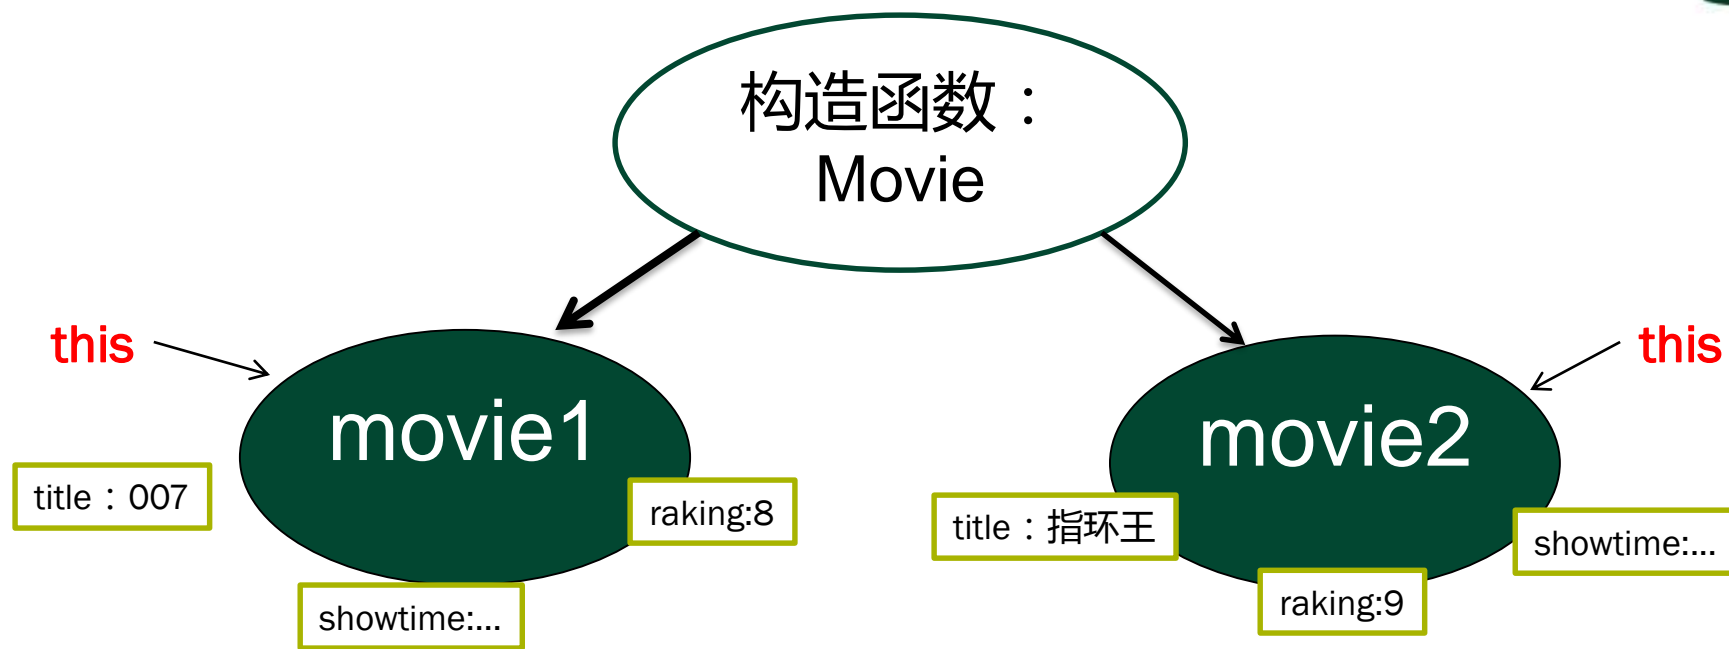 构造函数：
Movie
this
this
movie1
movie2
title：007
raking:8
title：指环王
showtime:...
showtime:...
raking:9